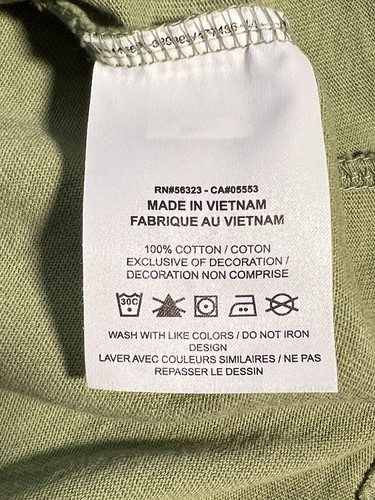 RN#56323 - CA#05553
MADE IN VIETNAM
FABRIQUE AU VIETNAM
100% COTTON / COTON
EXCLUSIVE OF DECORATION /
DECORATION NON COMPRISE
30C
WASH WITH LIKE COLORS / DO NOT IRON
DESIGN
LAVER AVEC COULEURS SIMILAIRES / NE PAS
REPASSER LE DESSIN